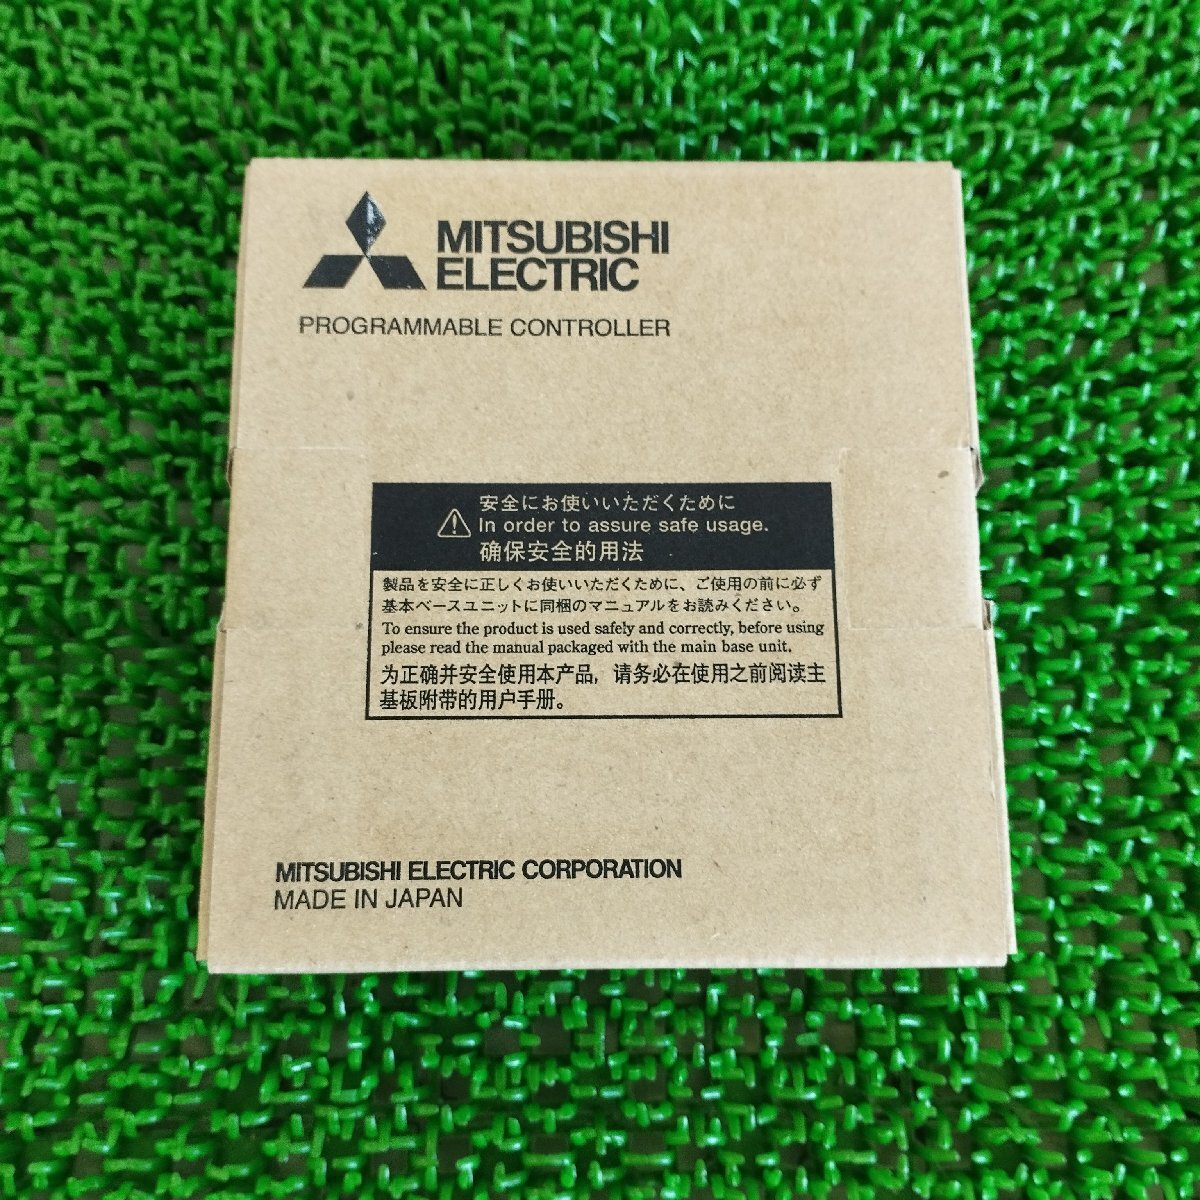 MITSUBISHI
ELECTRIC
PROGRAMMABLE CONTROLLER
安全にお使いいただくために
In order to assure safe usage.
确保安全的用法
製品を安全に正しくお使いいただくために、ご使用の前に必ず
基本ベースユニットに同梱のマニュアルをお読みください。
To ensure the product is used safely and correctly, before using
please read the manual packaged with the main base unit.
为正确并安全使用本产品，请务必在使用之前阅读主
基板附带的用户手册。
MITSUBISHI ELECTRIC CORPORATION
MADE IN JAPAN